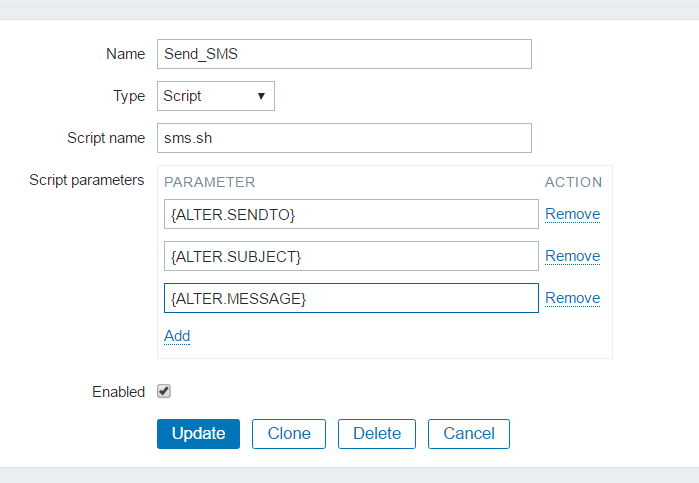 Name Send_SMS
Type Script
Script name sms.sh
Script parameters PARAMETER ACTION
{ALTER.SENDTO} Remove
{ALTER.SUBJECT} Remove
{ALTER.MESSAGE} Remove
Add
Enabled
Update Clone Delete Cancel